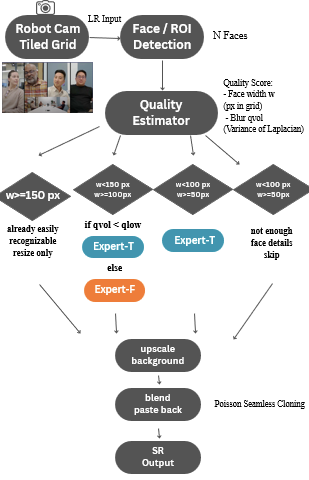 Robot Cam
Tiled Grid
LR Input
Face / ROI
Detection
N Faces
Quality
Estimator
Quality Score:
- Face width w
(px in grid)
- Blur qvol
(Variance of Laplacian)
w>=150 px
w<150 px
w>=100px
w<100 px
w>=50px
w<100 px
w>=50px
already easily
recognizable
resize only
if qvol < qlow
Expert-T
else
Expert-F
Expert-T
not enough
face details
skip
upscale
background
blend
paste back
Poisson Seamless Cloning
SR
Output